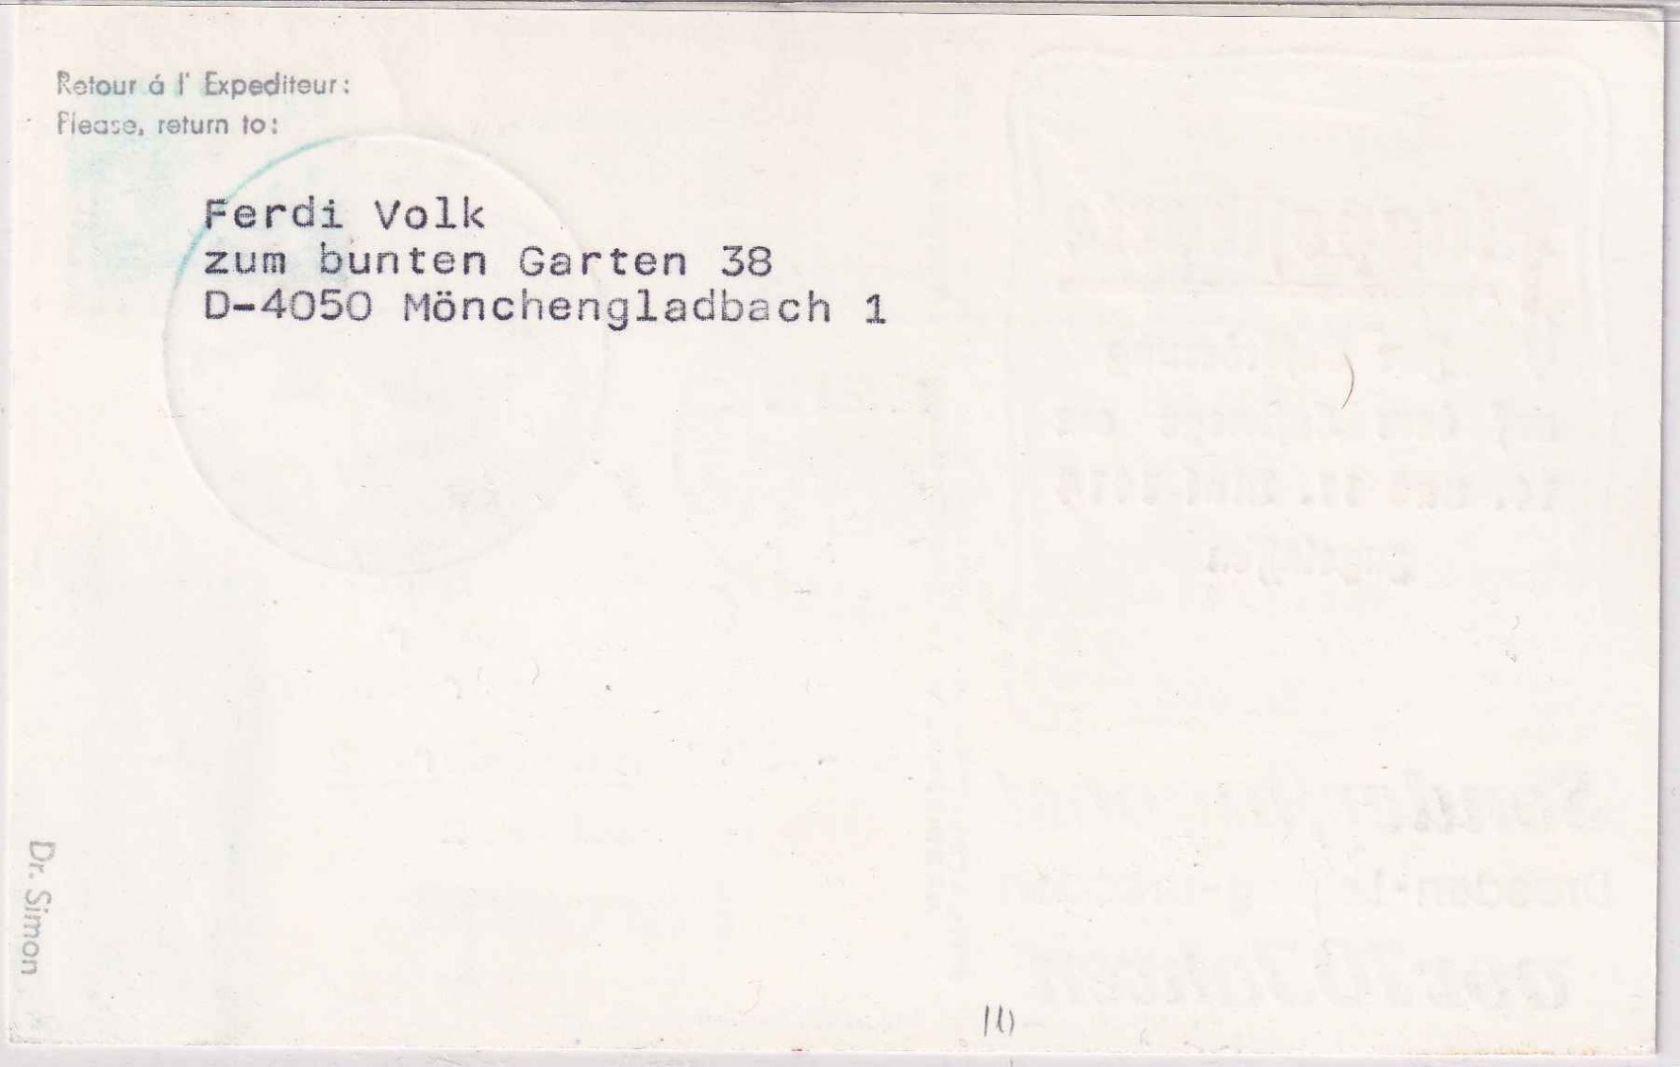 Retour á l' Expediteur:
Please, return to:
Ferdi Volk
zum bunten Garten 38
D-4050 Mönchengladbach 1
Dr. Simon